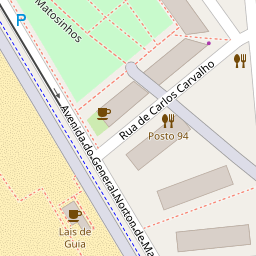 P
Matosinhos
Avenida do General Norton de Ma
Rua de Carlos Carvalho
Posto 94
Lais de
Guia